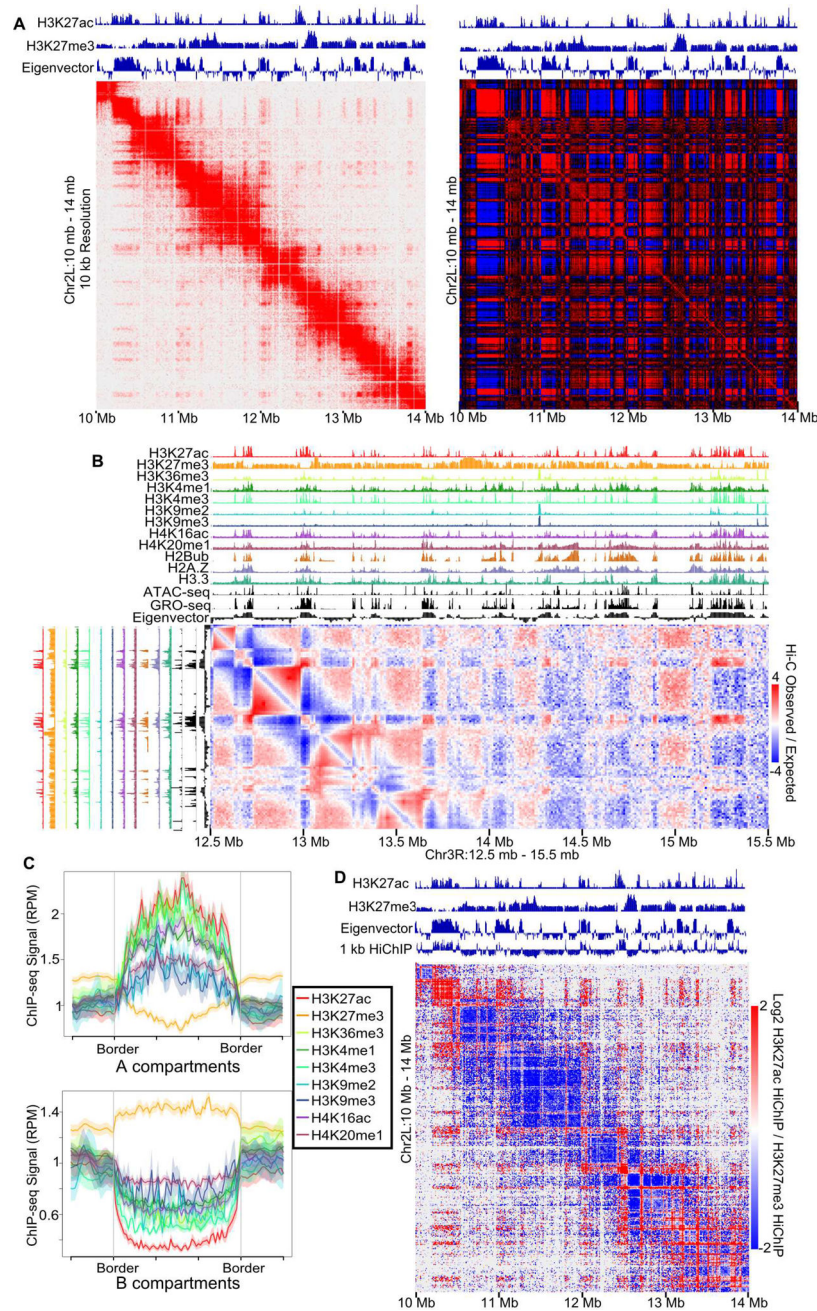 A
H3K27ac
H3K27me3
Eigenvector
Chr2L:10 mb - 14 mb
10 kb Resolution
10 Mb 11 Mb 12 Mb 13 Mb 14 Mb
Chr2L:10 mb - 14 mb
10 Mb 11 Mb 12 Mb 13 Mb 14 Mb
B
H3K27ac
H3K27me3
H3K36me3
H3K4me1
H3K4me3
H3K9me2
H3K9me3
H4K16ac
H4K20me1
H2Bub
H2A.Z
H3.3
ATAC-seq
GRO-seq
Eigenvector
4
-4
Hi-C Observed / Expected
12.5 Mb 13 Mb 13.5 Mb 14 Mb 14.5 Mb 15 Mb 15.5 Mb
Chr3R:12.5 mb - 15.5 mb
C
ChIP-seq Signal (RPM)
2
1.5
1
Border Border
A compartments
ChIP-seq Signal (RPM)
1.4
1
0.6
Border Border
B compartments
H3K27ac
H3K27me3
H3K36me3
H3K4me1
H3K4me3
H3K9me2
H3K9me3
H4K16ac
H4K20me1
D
H3K27ac
H3K27me3
Eigenvector
1 kb HiChIP
Chr2L:10 Mb - 14 Mb
2
-2
Log2 H3K27ac HiChIP / H3K27me3 HiChIP
10 Mb 11 Mb 12 Mb 13 Mb 14 Mb